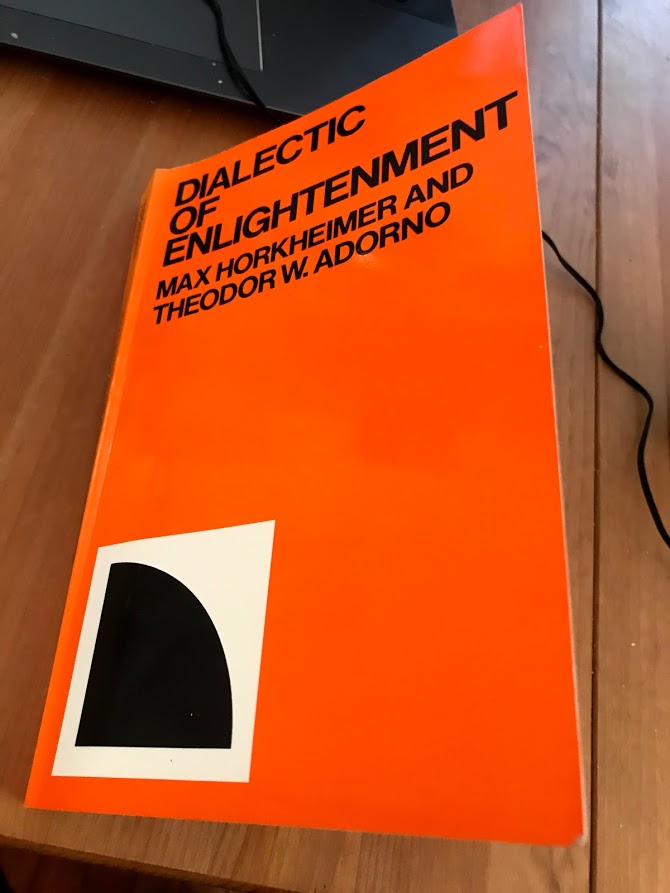 DIALECTIC
OF
ENLIGHTENMENT
MAX HORKHEIMER AND
THEODOR W. ADORNO